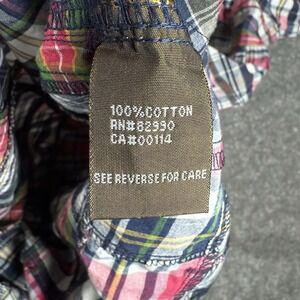 100%COTTON
RN#82990
CA#00114
SEE REVERSE FOR CARE